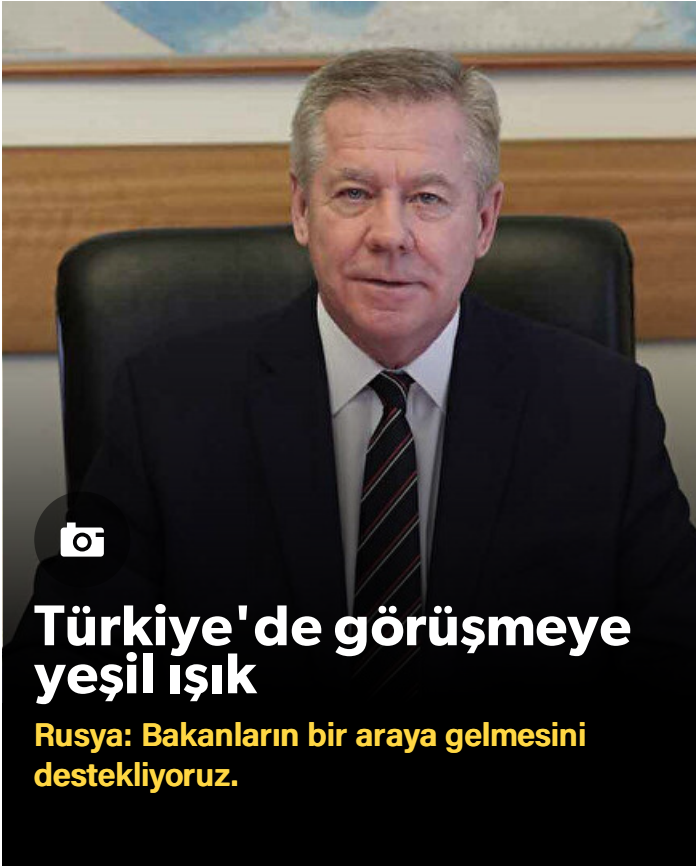 Türkiye'de görüşmeye
yeşil ışık
Rusya: Bakanların bir araya gelmesini
destekliyoruz.